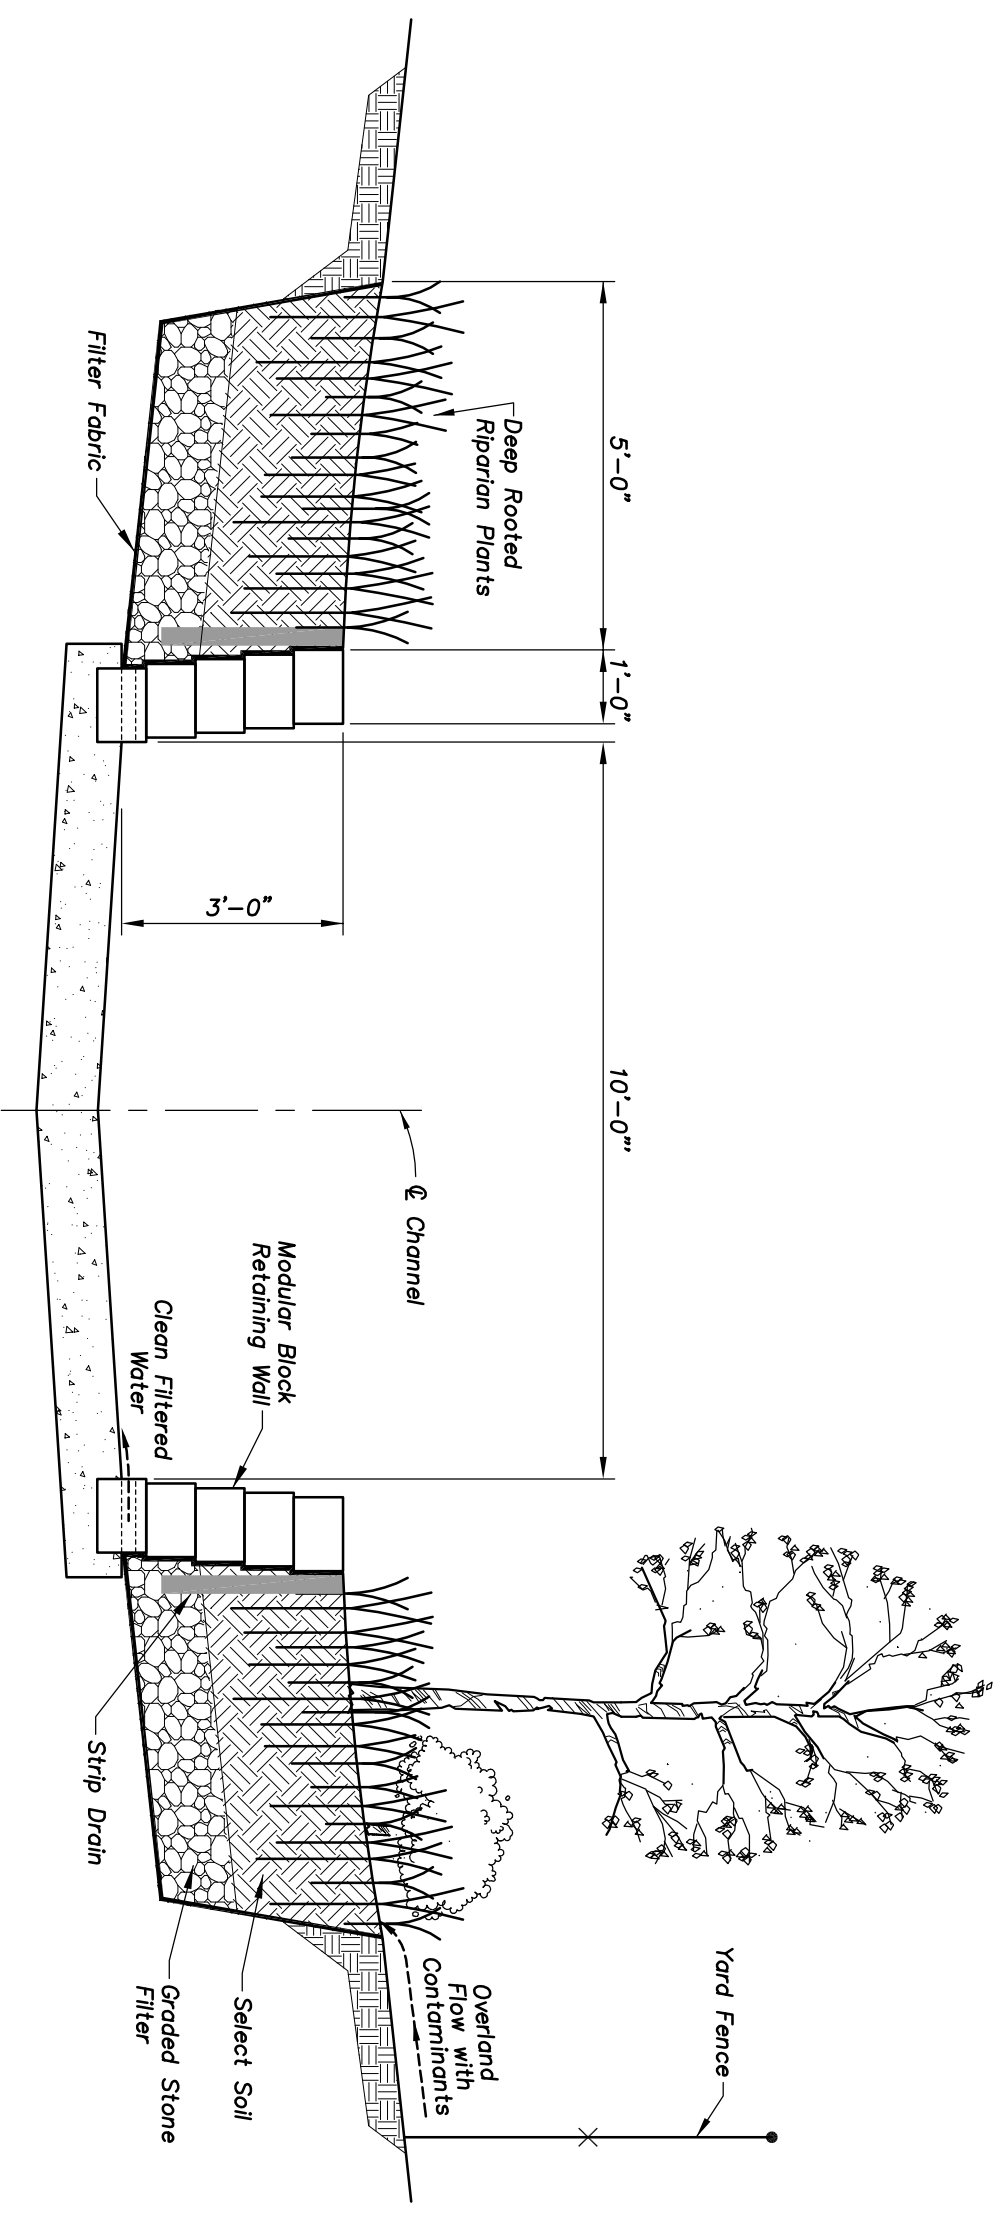 5'-0"
1'-0"
10'-0"'
3'-0"
Deep Rooted
Riparian Plants
Filter Fabric
℄ Channel
Modular Block
Retaining Wall
Clean Filtered
Water
Yard Fence
Overland
Flow with
Contaminants
Strip Drain
Select Soil
Graded Stone
Filter